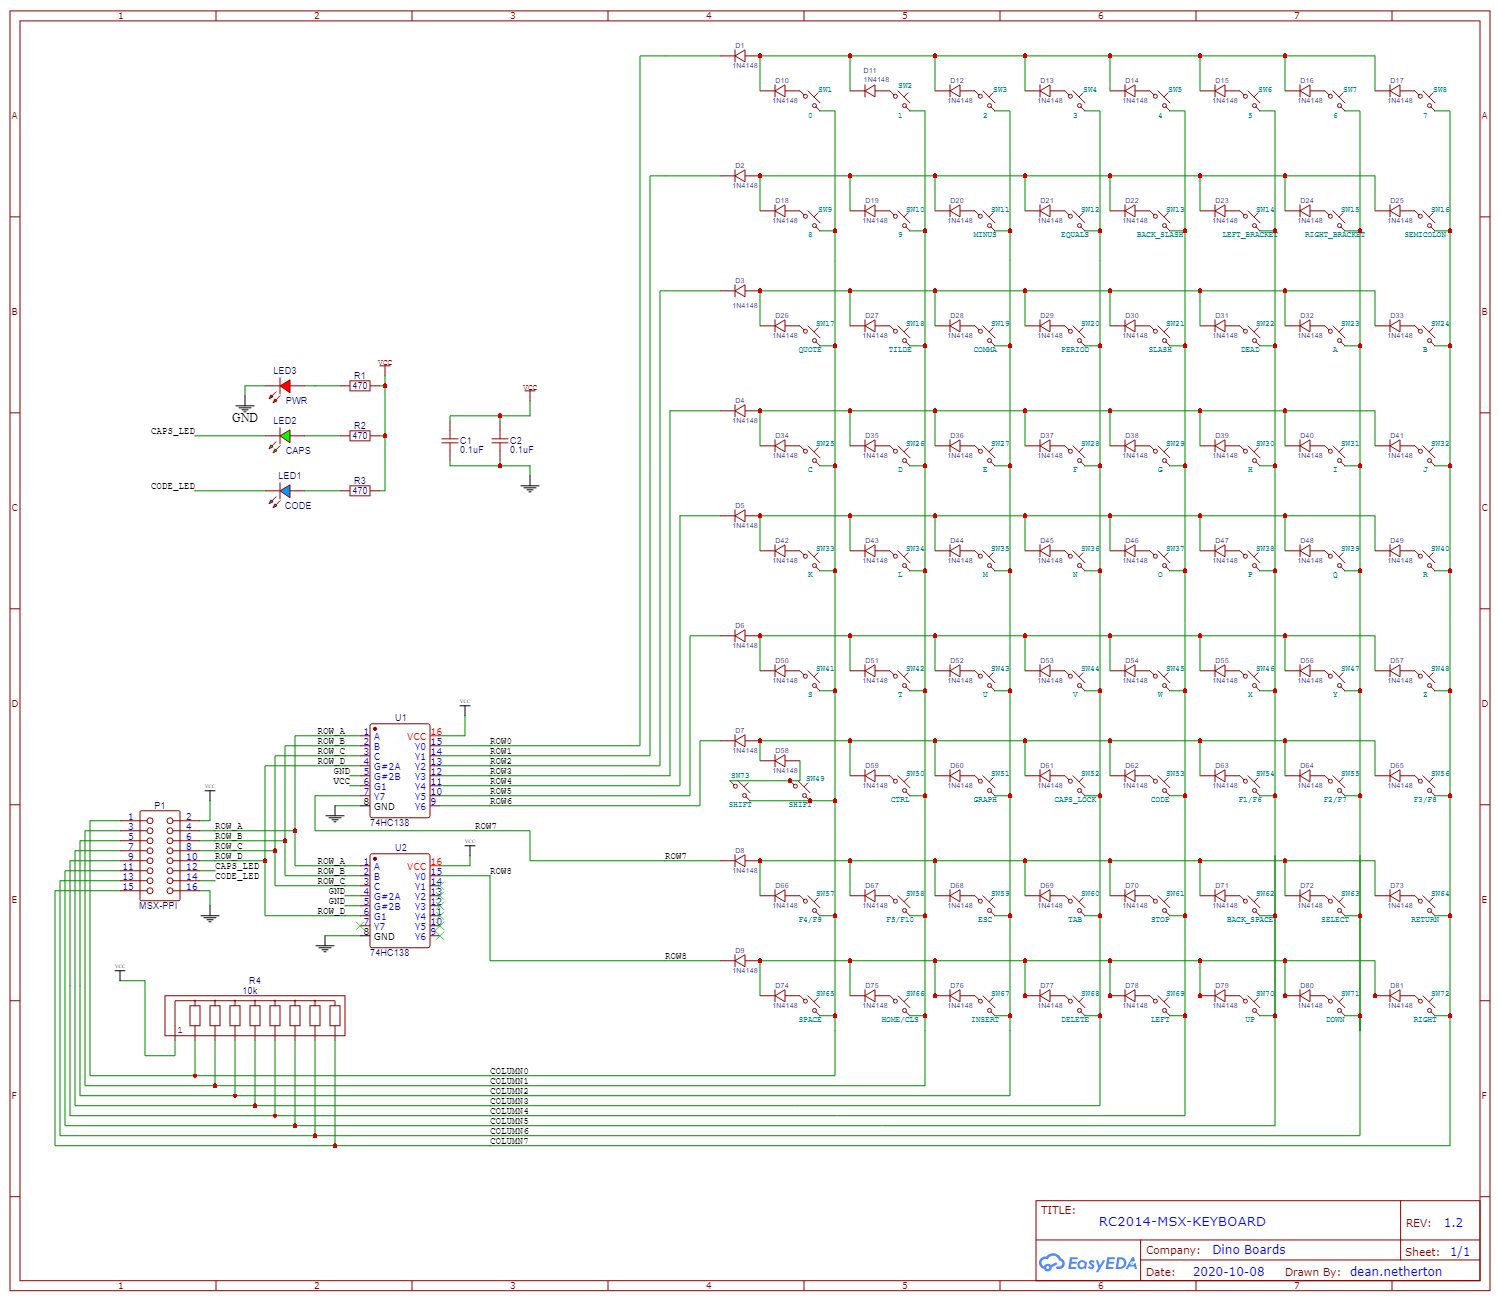 1 2 3 4 5 6 7
A A
B B
C C
D D
E E
F F
D1 1N4148
D10 1N4148 SW1 0
D11 1N4148 SW2 1
D12 1N4148 SW3 2
D13 1N4148 SW4 3
D14 1N4148 SW5 4
D15 1N4148 SW6 5
D16 1N4148 SW7 6
D17 1N4148 SW8 7
D2 1N4148
D18 1N4148 SW9 8
D19 1N4148 SW10 9
D20 1N4148 SW11 MINUS
D21 1N4148 SW12 EQUALS
D22 1N4148 SW13 BACK_SLASH
D23 1N4148 SW14 LEFT_BRACKET
D24 1N4148 SW15 RIGHT_BRACKET
D25 1N4148 SW16 SEMICOLON
D3 1N4148
D26 1N4148 SW17 QUOTE
D27 1N4148 SW18 TILDE
D28 1N4148 SW19 COMMA
D29 1N4148 SW20 PERIOD
D30 1N4148 SW21 SLASH
D31 1N4148 SW22 DEAD
D32 1N4148 SW23 A
D33 1N4148 SW24 B
D4 1N4148
D34 1N4148 SW25 C
D35 1N4148 SW26 D
D36 1N4148 SW27 E
D37 1N4148 SW28 F
D38 1N4148 SW29 G
D39 1N4148 SW30 H
D40 1N4148 SW31 I
D41 1N4148 SW32 J
D5 1N4148
D42 1N4148 SW33 K
D43 1N4148 SW34 L
D44 1N4148 SW35 M
D45 1N4148 SW36 N
D46 1N4148 SW37 O
D47 1N4148 SW38 P
D48 1N4148 SW39 Q
D49 1N4148 SW40 R
D6 1N4148
D50 1N4148 SW41 S
D51 1N4148 SW42 T
D52 1N4148 SW43 U
D53 1N4148 SW44 V
D54 1N4148 SW45 W
D55 1N4148 SW46 X
D56 1N4148 SW47 Y
D57 1N4148 SW48 Z
D7 1N4148
D58 1N4148 SW49 SHIFT
SW73 SHIFT
D59 1N4148 SW50 CTRL
D60 1N4148 SW51 GRAPH
D61 1N4148 SW52 CAPS_LOCK
D62 1N4148 SW53 CODE
D63 1N4148 SW54 F1/F6
D64 1N4148 SW55 F2/F7
D65 1N4148 SW56 F3/F8
ROW7 D8 1N4148
D66 1N4148 SW57 F4/F9
D67 1N4148 SW58 F5/F10
D68 1N4148 SW59 ESC
D69 1N4148 SW60 TAB
D70 1N4148 SW61 STOP
D71 1N4148 SW62 BACK_SPACE
D72 1N4148 SW63 SELECT
D73 1N4148 SW64 RETURN
ROW8 D9 1N4148
D74 1N4148 SW65 SPACE
D75 1N4148 SW66 HOME/CLS
D76 1N4148 SW67 INSERT
D77 1N4148 SW68 DELETE
D78 1N4148 SW69 LEFT
D79 1N4148 SW70 UP
D80 1N4148 SW71 DOWN
D81 1N4148 SW72 RIGHT
VCC
LED3 R1
470
PWR
GND
LED2 R2
CAPS_LED 470
CAPS
LED1 R3
CODE_LED 470
CODE
VCC
C1 0.1uF
C2 0.1uF
U1
VCC
ROW_A 1 A VCC 16
ROW_B 2 B Y0 15 ROW0
ROW_C 3 C Y1 14 ROW1
ROW_D 4 G#2A Y2 13 ROW2
GND 5 G#2B Y3 12 ROW3
VCC 6 G1 Y4 11 ROW4
7 Y7 Y5 10 ROW5
8 GND Y6 9 ROW6
74HC138
ROW7
U2
VCC
ROW_A 1 A VCC 16
ROW_B 2 B Y0 15 ROW8
ROW_C 3 C Y1 14
GND 4 G#2A Y2 13
GND 5 G#2B Y3 12
ROW_D 6 G1 Y4 11
7 Y7 Y5 10
8 GND Y6 9
74HC138
VCC
P1
1 2
3 4 ROW_A
5 6 ROW_B
7 8 ROW_C
9 10 ROW_D
11 12 CAPS_LED
13 14 CODE_LED
15 16
MSX-PPI
VCC
R4
10k
1
COLUMN0
COLUMN1
COLUMN2
COLUMN3
COLUMN4
COLUMN5
COLUMN6
COLUMN7
TITLE:
RC2014-MSX-KEYBOARD
REV: 1.2
EasyEDA
Company: Dino Boards
Sheet: 1/1
Date: 2020-10-08 Drawn By: dean.netherton
1 2 3 4 5 6 7